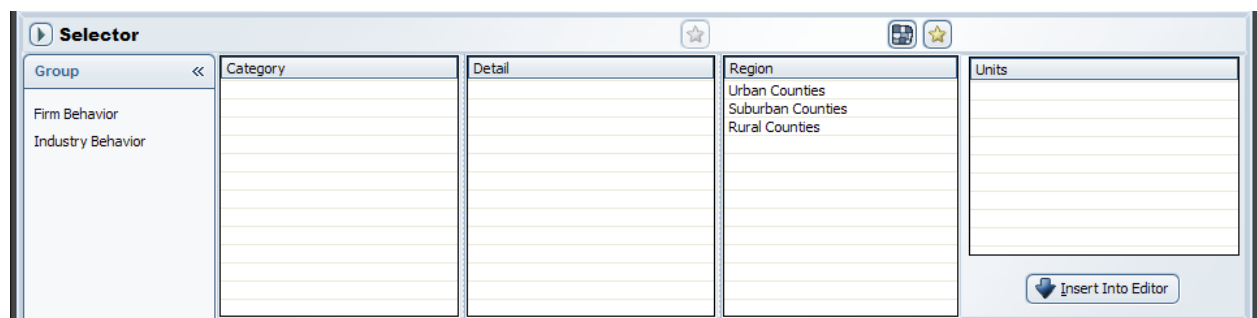 Selector
Group «
Firm Behavior
Industry Behavior
Category
Detail
Region
Urban Counties
Suburban Counties
Rural Counties
Units
Insert Into Editor